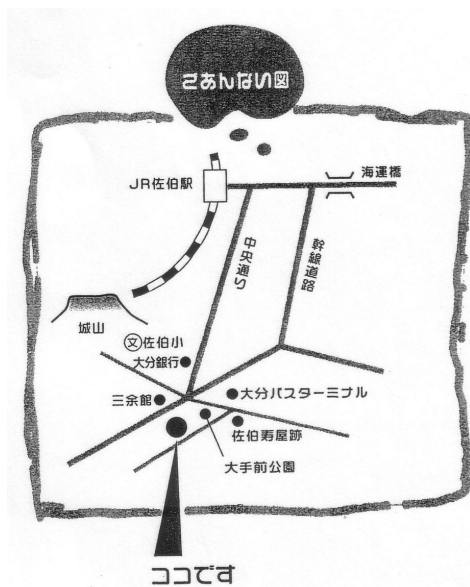 ごあんない図
JR佐伯駅
海運橋
中央通り
幹線道路
城山
文佐伯小
大分銀行
三余館
大分バスターミナル
佐伯寿屋跡
大手前公園
ココです